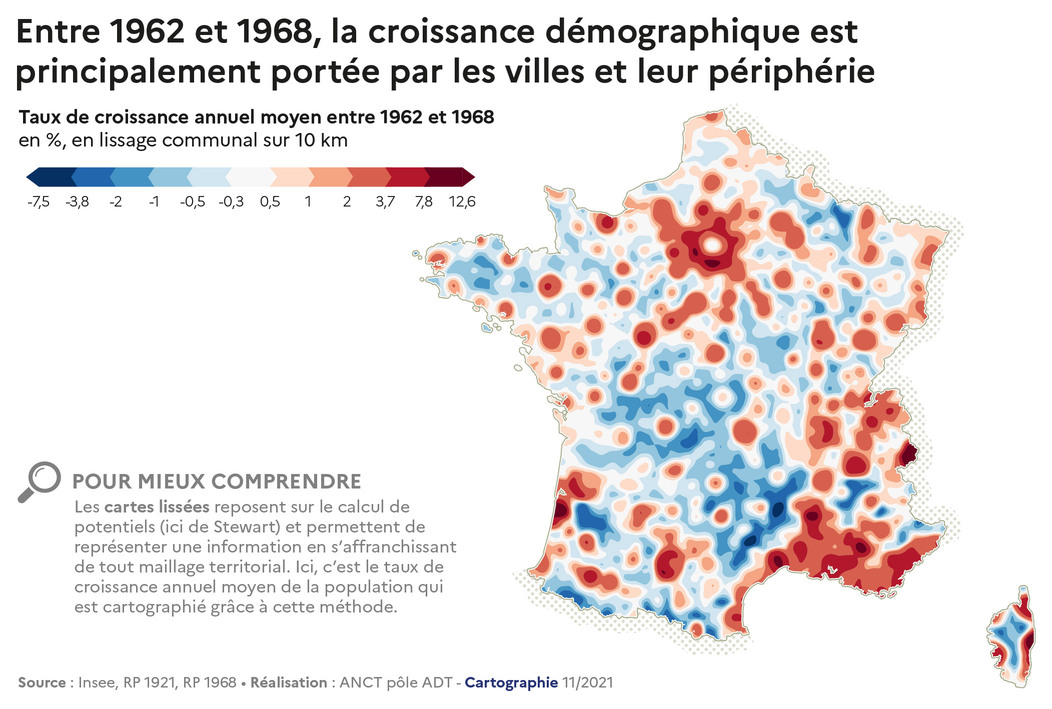 Entre 1962 et 1968, la croissance démographique est
principalement portée par les villes et leur périphérie
Taux de croissance annuel moyen entre 1962 et 1968
en %, en lissage communal sur 10 km
-7,5 -3,8 -2 -1 -0,5 -0,3 0,5 1 2 3,7 7,8 12,6
POUR MIEUX COMPRENDRE
Les cartes lissées reposent sur le calcul de
potentiels (ici de Stewart) et permettent de
représenter une information en s’affranchissant
de tout maillage territorial. Ici, c’est le taux de
croissance annuel moyen de la population qui
est cartographié grâce à cette méthode.
Source : Insee, RP 1921, RP 1968 • Réalisation : ANCT pôle ADT - Cartographie 11/2021